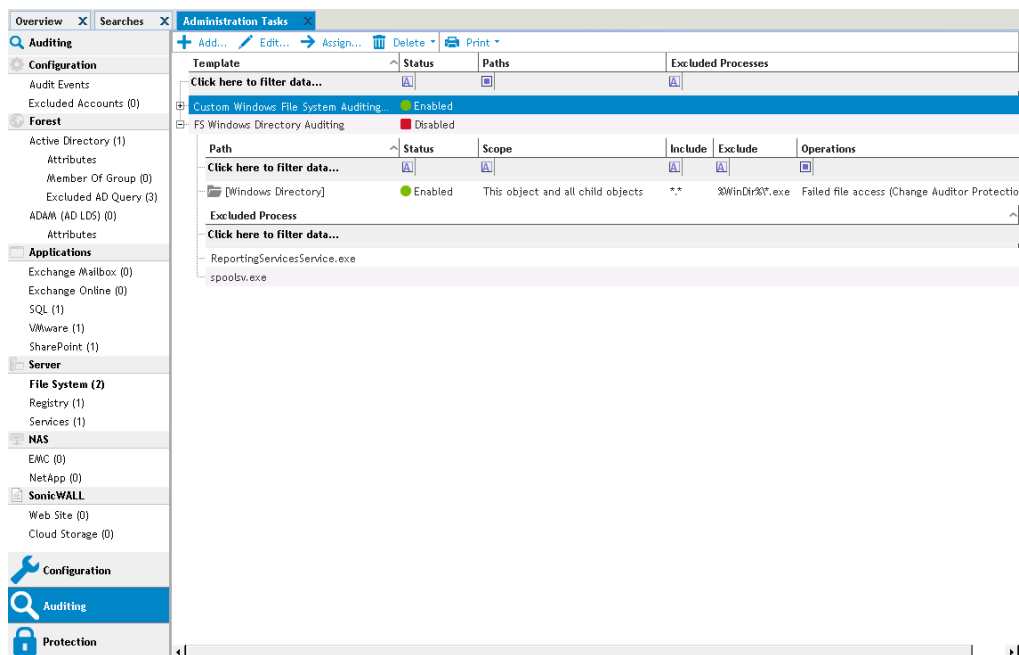 Overview X Searches X Administration Tasks X
Auditing
Add... Edit... Assign... Delete Print
Configuration
Audit Events
Excluded Accounts (0)
Forest
Active Directory (1)
Attributes
Member Of Group (0)
Excluded AD Query (3)
ADAM (AD LDS) (0)
Attributes
Applications
Exchange Mailbox (0)
Exchange Online (0)
SQL (1)
VMware (1)
SharePoint (1)
Server
File System (2)
Registry (1)
Services (1)
NAS
EMC (0)
NetApp (0)
SonicWALL
Web Site (0)
Cloud Storage (0)
Configuration
Auditing
Protection
Template Status Paths Excluded Processes
Click here to filter data... A A
Custom Windows File System Auditing... Enabled
FS Windows Directory Auditing Disabled
Path Status Scope Include Exclude Operations
Click here to filter data... A A A A
[Windows Directory] Enabled This object and all child objects *.* %WinDir%\*.exe Failed file access (Change Auditor Protectio
Excluded Process
Click here to filter data...
ReportingServicesService.exe
spoolsv.exe